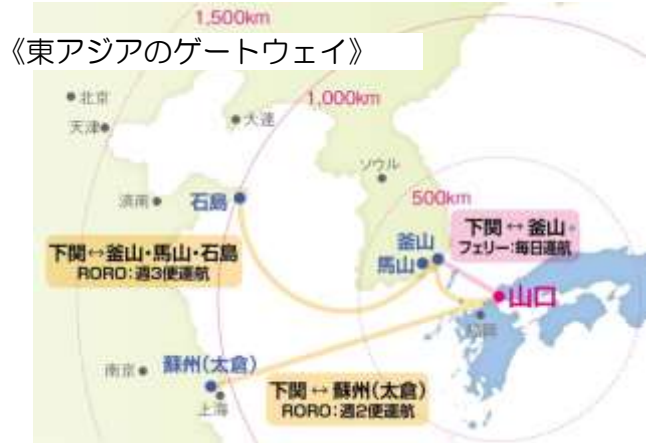 1,500km
《東アジアのゲートウェイ》
北京
1,000km
天津
大連
ソウル
済南
石島
500km
下関↔釜山
フェリー:毎日運航
釜山
馬山
下関↔釜山・馬山・石島
RORO:週3便運航
山口
福岡
南京
蘇州(太倉)
上海
下関↔蘇州(太倉)
RORO:週2便運航